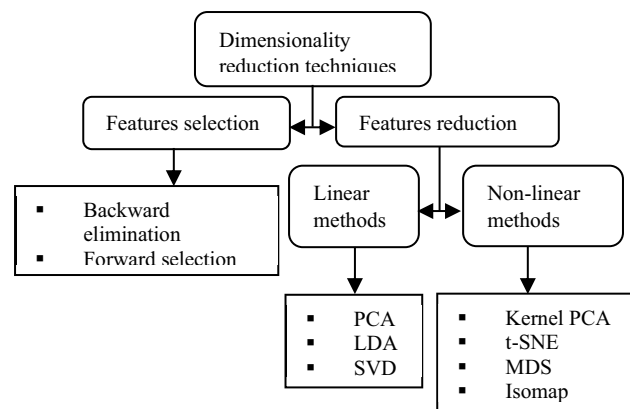 Dimensionality
reduction techniques
Features selection
Features reduction
▪ Backward
elimination
▪ Forward selection
Linear
methods
Non-linear
methods
▪ PCA
▪ LDA
▪ SVD
▪ Kernel PCA
▪ t-SNE
▪ MDS
▪ Isomap